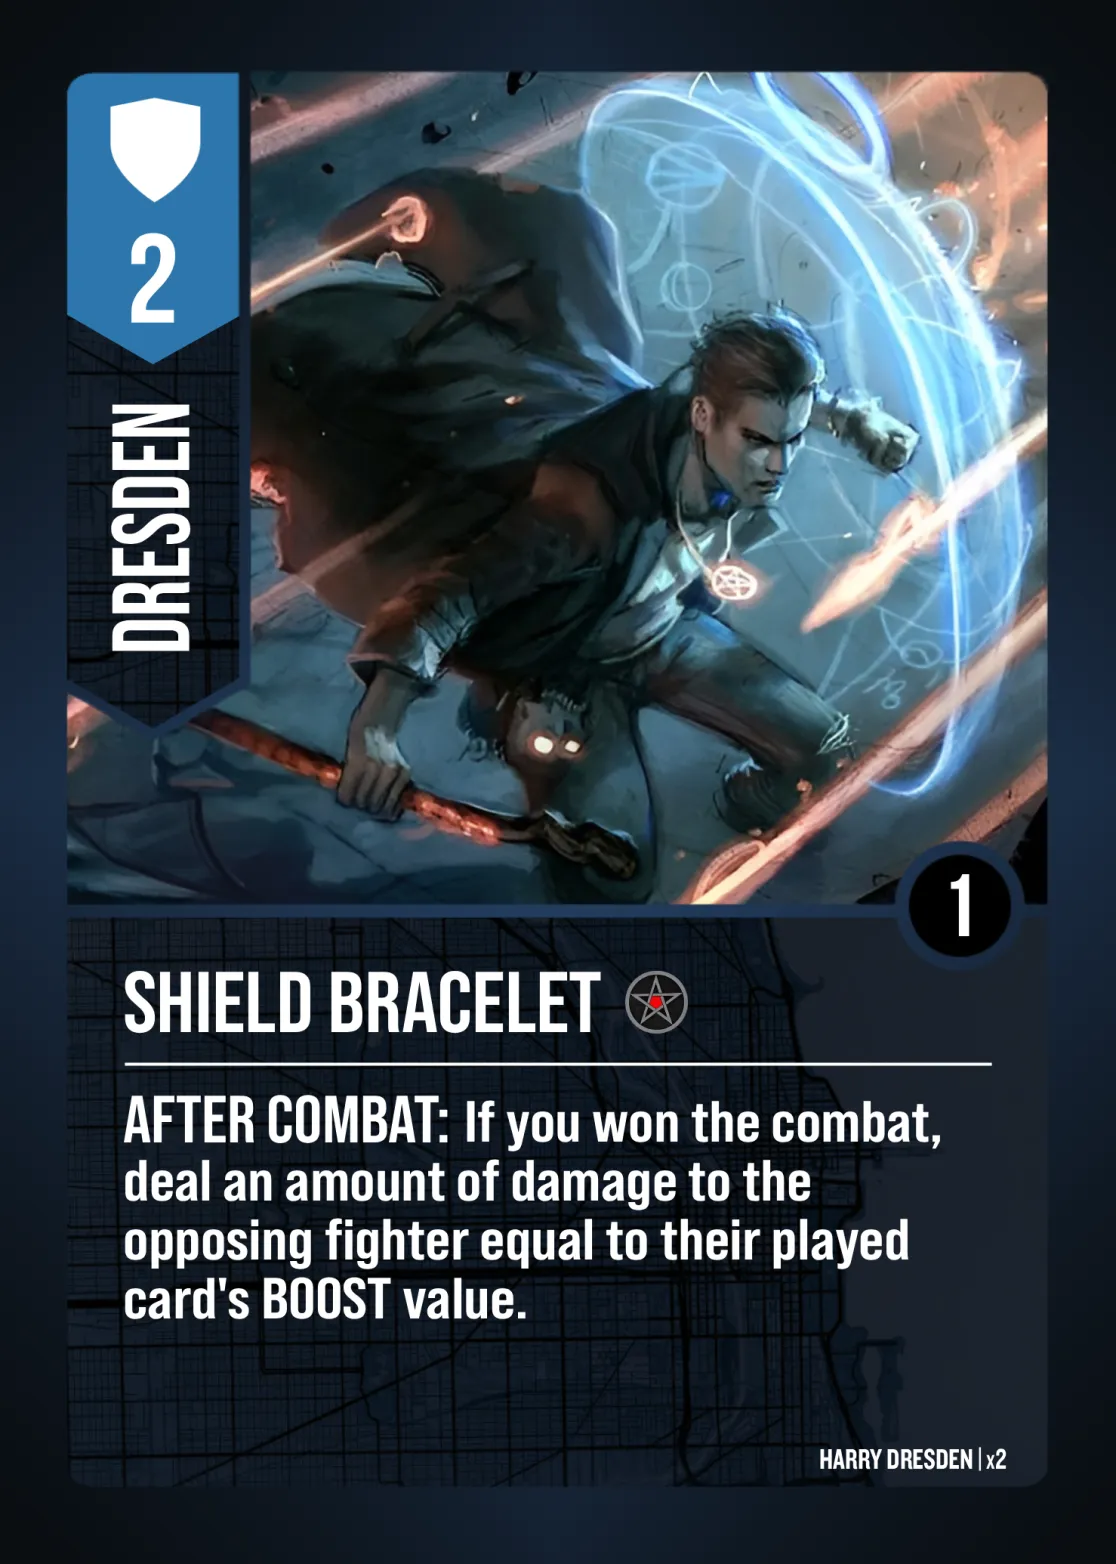 2
DRESDEN
1
SHIELD BRACELET
AFTER COMBAT: If you won the combat,
deal an amount of damage to the
opposing fighter equal to their played
card's BOOST value.
HARRY DRESDEN | x2